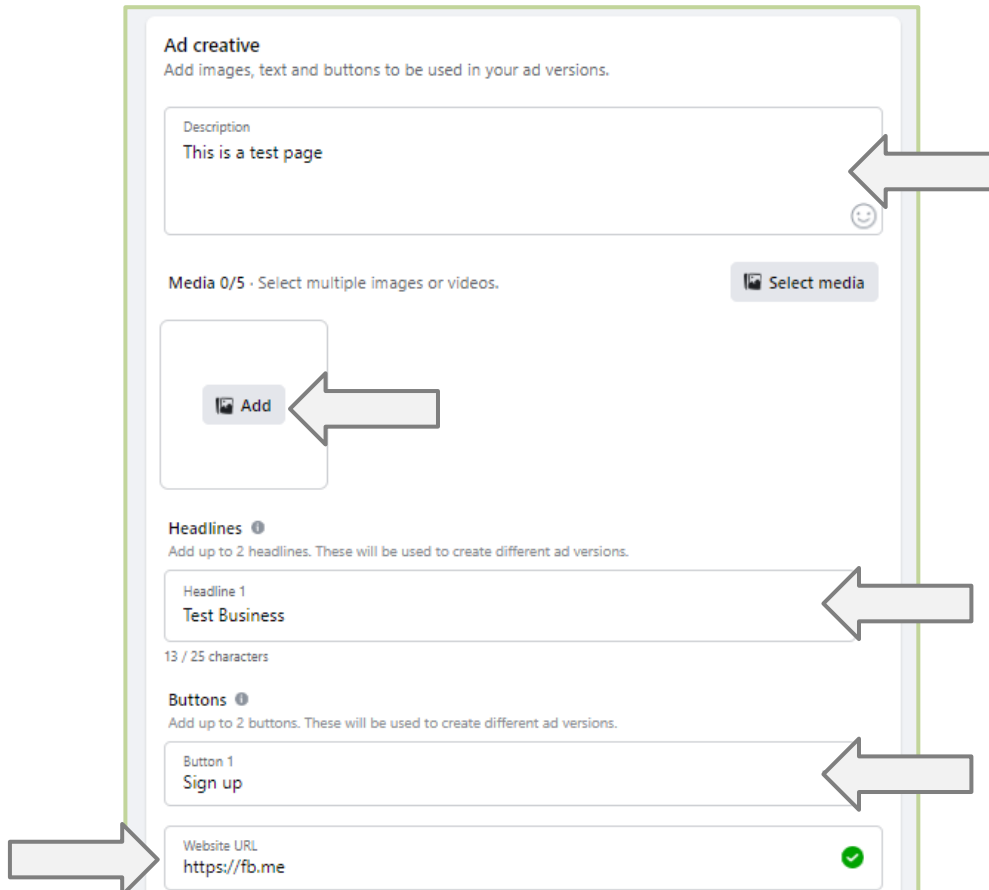 Ad creative
Add images, text and buttons to be used in your ad versions.
Description
This is a test page
Media 0/5 · Select multiple images or videos.
Select media
Add
Headlines
Add up to 2 headlines. These will be used to create different ad versions.
Headline 1
Test Business
13 / 25 characters
Buttons
Add up to 2 buttons. These will be used to create different ad versions.
Button 1
Sign up
Website URL
https://fb.me